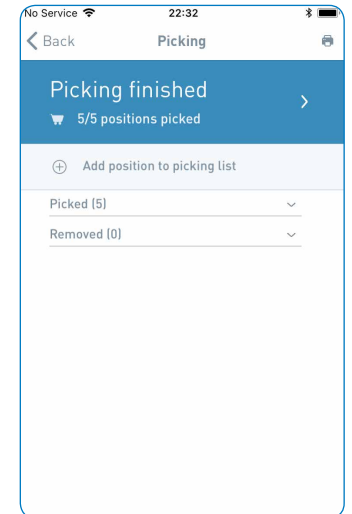 No Service 22:32
Back Picking
Picking finished
5/5 positions picked
Add position to picking list
Picked (5)
Removed (0)